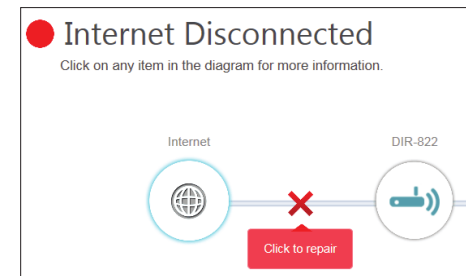 Internet Disconnected
Click on any item in the diagram for more information.
Internet
DIR-822
Click to repair